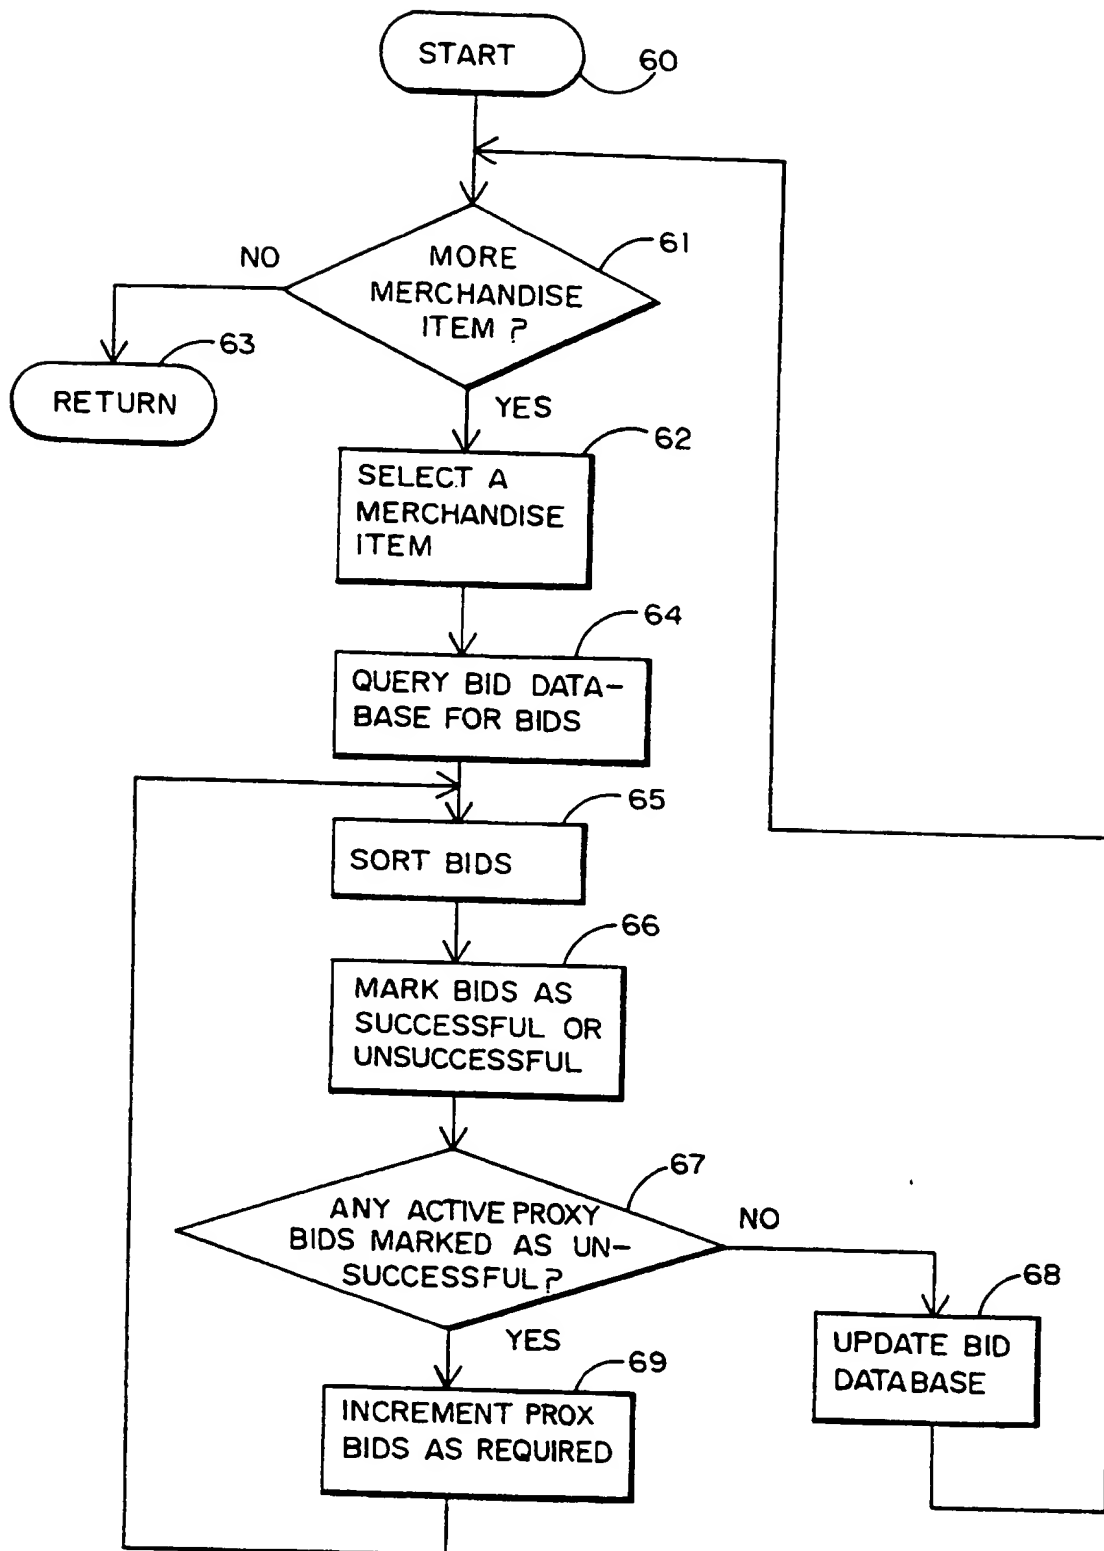 START
60
MORE
MERCHANDISE
ITEM ?
61
NO
63
RETURN
YES
62
SELECT A
MERCHANDISE
ITEM
64
QUERY BID DATA-
BASE FOR BIDS
65
SORT BIDS
66
MARK BIDS AS
SUCCESSFUL OR
UNSUCCESSFUL
67
ANY ACTIVE PROXY
BIDS MARKED AS UN-
SUCCESSFUL?
NO
68
UPDATE BID
DATABASE
YES
69
INCREMENT PROX
BIDS AS REQUIRED